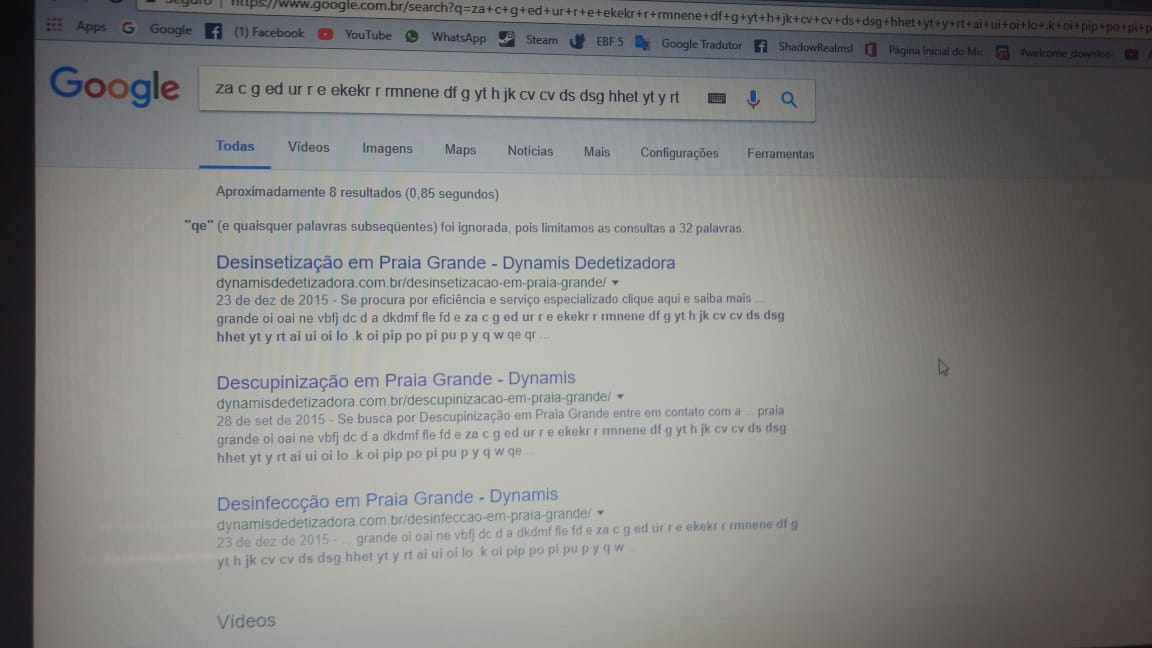 https://www.google.com.br/search?q=za+c+g+ed+ur+r+e+ekekr+r+rmnene+df+g+yt+h+jk+cv+cv+ds+dsg+hhet+yt+y+rt+ai+ui+oi+lo+.k+oi+pip+po+pi+p
Apps Google (1) Facebook YouTube WhatsApp Steam EBF 5 Google Tradutor ShadowRealmsI Página Inicial do Mic #welcome_downloa
Google
za c g ed ur r e ekekr r rmnene df g yt h jk cv cv ds dsg hhet yt y rt
Todas Vídeos Imagens Maps Notícias Mais Configurações Ferramentas
Aproximadamente 8 resultados (0,85 segundos)
"qe" (e quaisquer palavras subseqüentes) foi ignorada, pois limitamos as consultas a 32 palavras.
Desinsetização em Praia Grande - Dynamis Dedetizadora
dynamisdedetizadora.com.br/desinsetizacao-em-praia-grande/
23 de dez de 2015 - Se procura por eficiência e serviço especializado clique aqui e saiba mais ...
grande oi oai ne vbfj dc d a dkdmf fle fd e za c g ed ur r e ekekr r rmnene df g yt h jk cv cv ds dsg
hhet yt y rt ai ui oi lo .k oi pip po pi pu p y q w qe qr ...
Descupinização em Praia Grande - Dynamis
dynamisdedetizadora.com.br/descupinizacao-em-praia-grande/
28 de set de 2015 - Se busca por Descupinização em Praia Grande entre em contato com a ... praia
grande oi oai ne vbfj dc d a dkdmf fle fd e za c g ed ur r e ekekr r rmnene df g yt h jk cv cv ds dsg
hhet yt y rt ai ui oi lo .k oi pip po pi pu p y q w qe ...
Desinfeccção em Praia Grande - Dynamis
dynamisdedetizadora.com.br/desinfeccao-em-praia-grande/
23 de dez de 2015 - ... grande oi oai ne vbfj dc d a dkdmf fle fd e za c g ed ur r e ekekr r rmnene df g
yt h jk cv cv ds dsg hhet yt y rt ai ui oi lo .k oi pip po pi pu p y q w ...
Vídeos